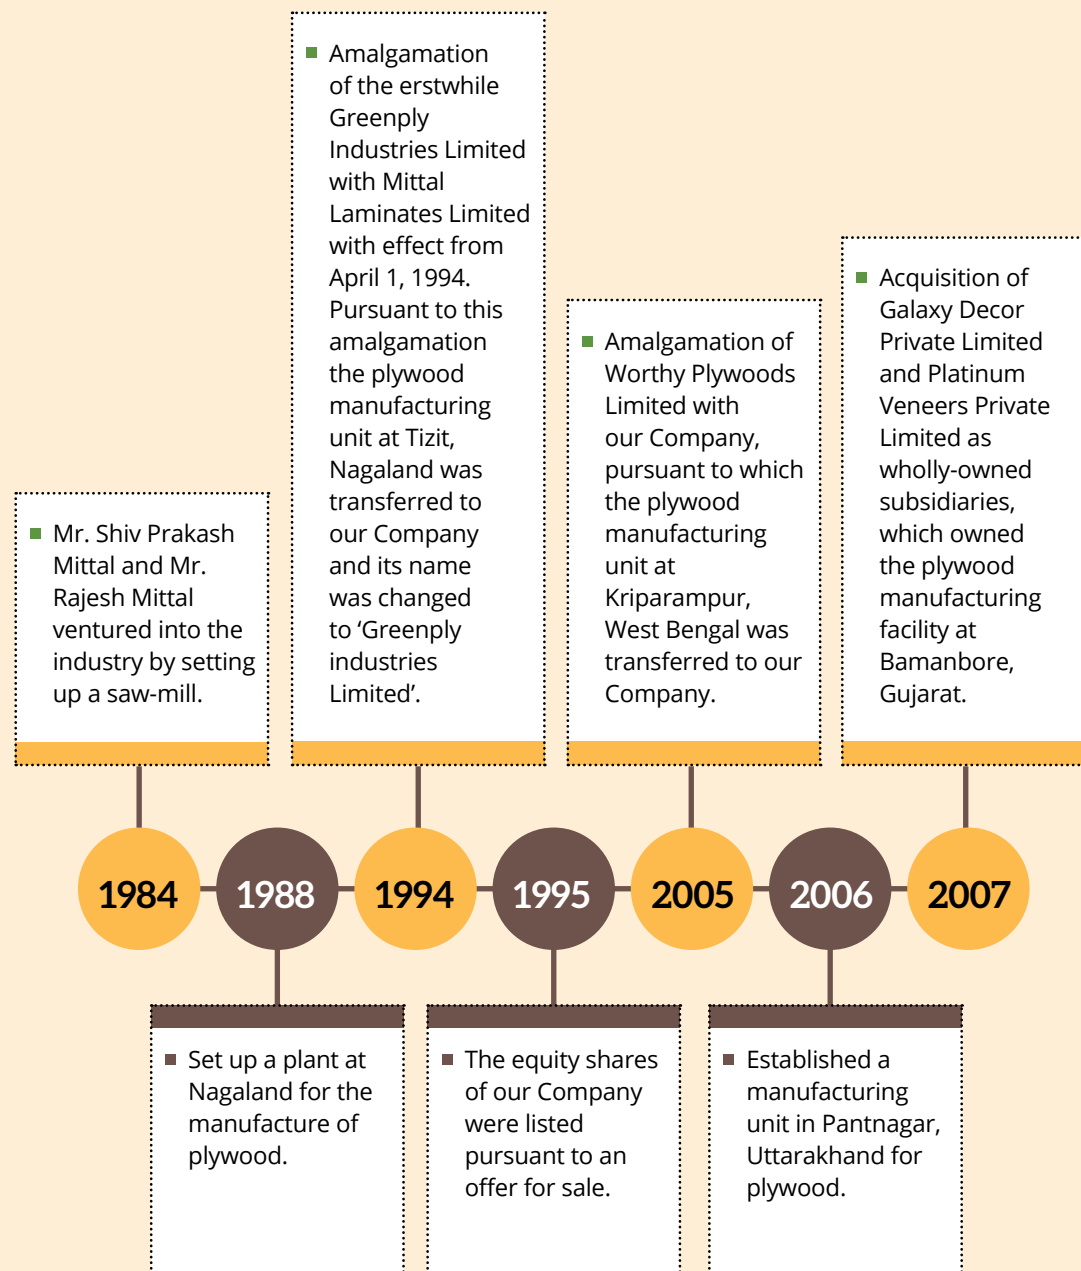 Mr. Shiv Prakash
Mittal and Mr.
Rajesh Mittal
ventured into the
industry by setting
up a saw-mill.
Amalgamation
of the erstwhile
Greenply
Industries Limited
with Mittal
Laminates Limited
with effect from
April 1, 1994.
Pursuant to this
amalgamation
the plywood
manufacturing
unit at Tizit,
Nagaland was
transferred to
our Company
and its name
was changed
to ‘Greenply
industries
Limited’.
Amalgamation of
Worthy Plywoods
Limited with
our Company,
pursuant to which
the plywood
manufacturing
unit at
Kriparampur,
West Bengal was
transferred to our
Company.
Acquisition of
Galaxy Decor
Private Limited
and Platinum
Veneers Private
Limited as
wholly-owned
subsidiaries,
which owned
the plywood
manufacturing
facility at
Bamanbore,
Gujarat.
1984
1988
1994
1995
2005
2006
2007
Set up a plant at
Nagaland for the
manufacture of
plywood.
The equity shares
of our Company
were listed
pursuant to an
offer for sale.
Established a
manufacturing
unit in Pantnagar,
Uttarakhand for
plywood.